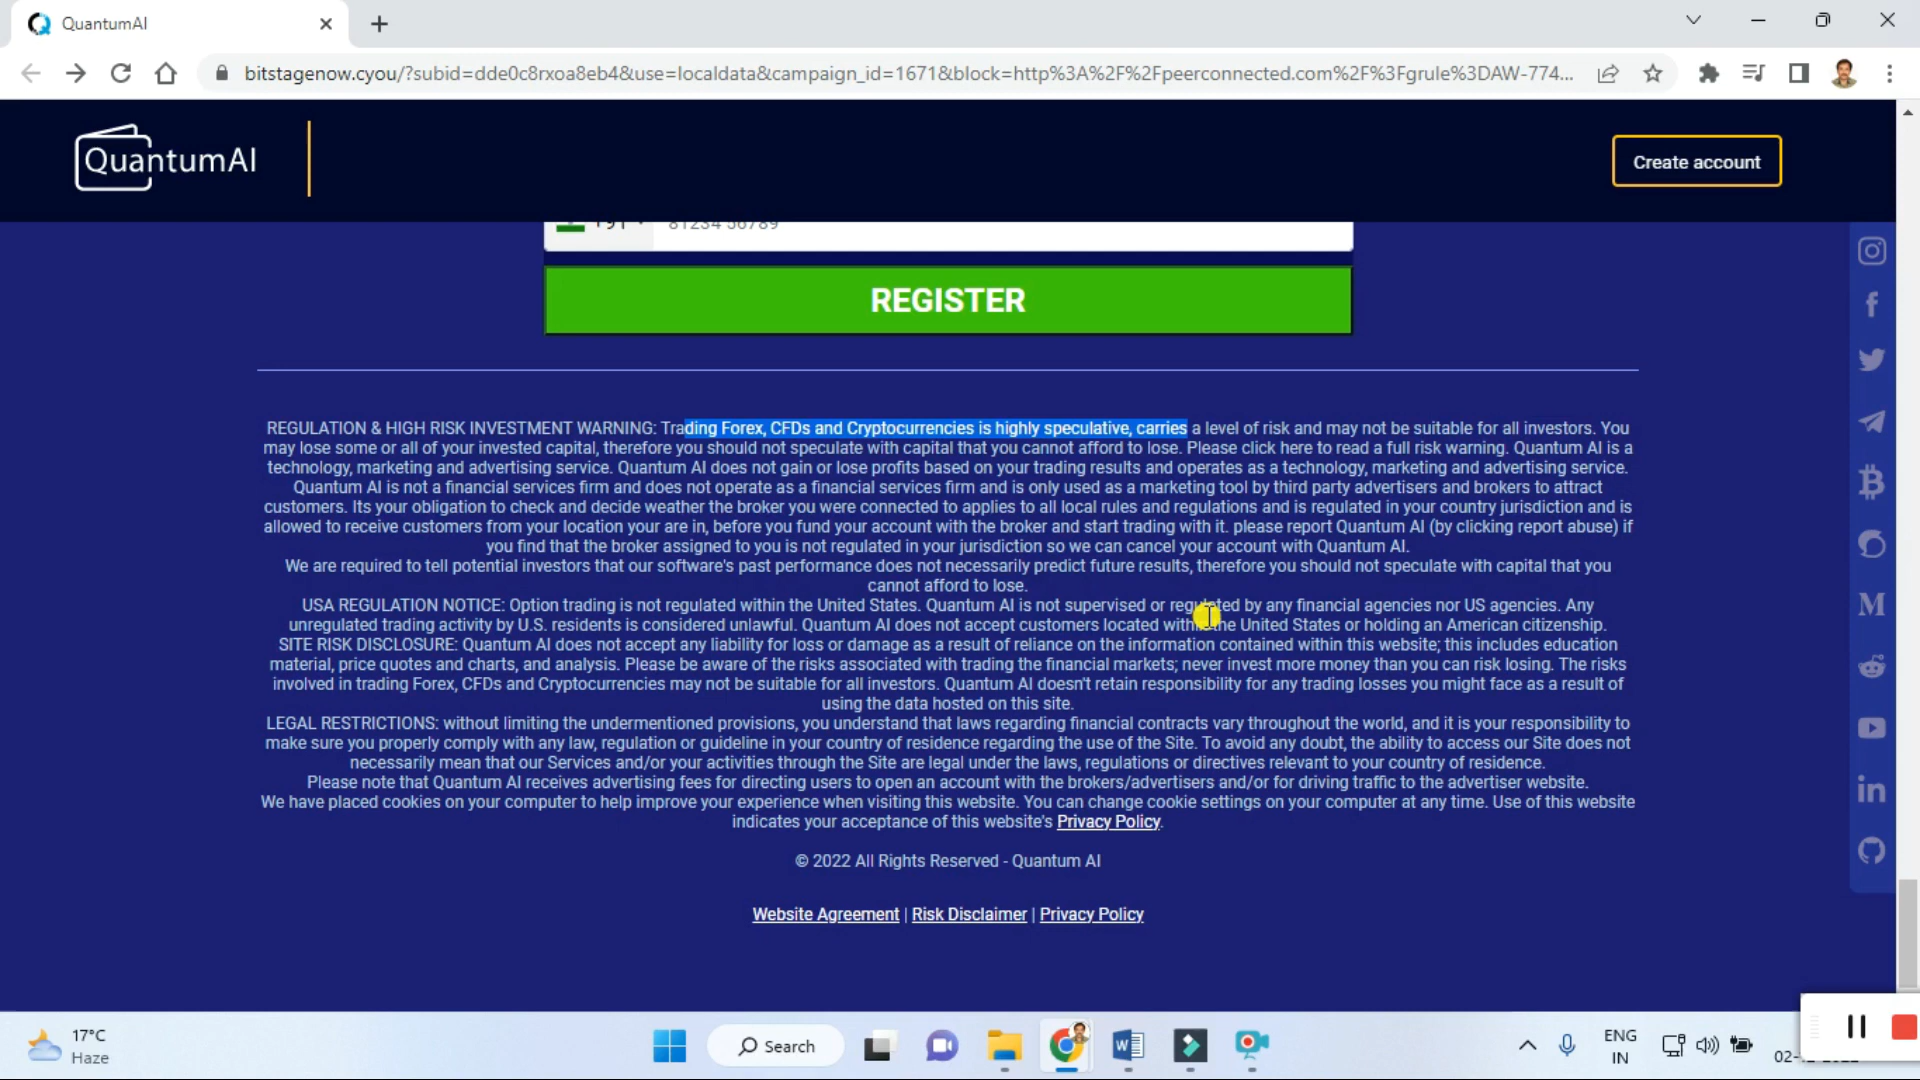 QuantumAI
bitstagenow.cyou/?subid=dde0c8rxoa8eb4&use=localdata&campaign_id=1671&block=http%3A%2F%2Fpeerconnected.com%2F%3Fgrule%3DAW-774...
QuantumAI
Create account
+91 81234 56789
REGISTER
REGULATION & HIGH RISK INVESTMENT WARNING: Trading Forex, CFDs and Cryptocurrencies is highly speculative, carries a level of risk and may not be suitable for all investors. You
may lose some or all of your invested capital, therefore you should not speculate with capital that you cannot afford to lose. Please click here to read a full risk warning. Quantum AI is a
technology, marketing and advertising service. Quantum AI does not gain or lose profits based on your trading results and operates as a technology, marketing and advertising service.
Quantum AI is not a financial services firm and does not operate as a financial services firm and is only used as a marketing tool by third party advertisers and brokers to attract
customers. Its your obligation to check and decide weather the broker you were connected to applies to all local rules and regulations and is regulated in your country jurisdiction and is
allowed to receive customers from your location your are in, before you fund your account with the broker and start trading with it. please report Quantum AI (by clicking report abuse) if
you find that the broker assigned to you is not regulated in your jurisdiction so we can cancel your account with Quantum AI.
We are required to tell potential investors that our software's past performance does not necessarily predict future results, therefore you should not speculate with capital that you
cannot afford to lose.
USA REGULATION NOTICE: Option trading is not regulated within the United States. Quantum AI is not supervised or regulated by any financial agencies nor US agencies. Any
unregulated trading activity by U.S. residents is considered unlawful. Quantum AI does not accept customers located within the United States or holding an American citizenship.
SITE RISK DISCLOSURE: Quantum AI does not accept any liability for loss or damage as a result of reliance on the information contained within this website; this includes education
material, price quotes and charts, and analysis. Please be aware of the risks associated with trading the financial markets; never invest more money than you can risk losing. The risks
involved in trading Forex, CFDs and Cryptocurrencies may not be suitable for all investors. Quantum AI doesn't retain responsibility for any trading losses you might face as a result of
using the data hosted on this site.
LEGAL RESTRICTIONS: without limiting the undermentioned provisions, you understand that laws regarding financial contracts vary throughout the world, and it is your responsibility to
make sure you properly comply with any law, regulation or guideline in your country of residence regarding the use of the Site. To avoid any doubt, the ability to access our Site does not
necessarily mean that our Services and/or your activities through the Site are legal under the laws, regulations or directives relevant to your country of residence.
Please note that Quantum AI receives advertising fees for directing users to open an account with the brokers/advertisers and/or for driving traffic to the advertiser website.
We have placed cookies on your computer to help improve your experience when visiting this website. You can change cookie settings on your computer at any time. Use of this website
indicates your acceptance of this website's Privacy Policy.
© 2022 All Rights Reserved - Quantum AI
Website Agreement | Risk Disclaimer | Privacy Policy
17°C
Haze
Search
ENG
IN